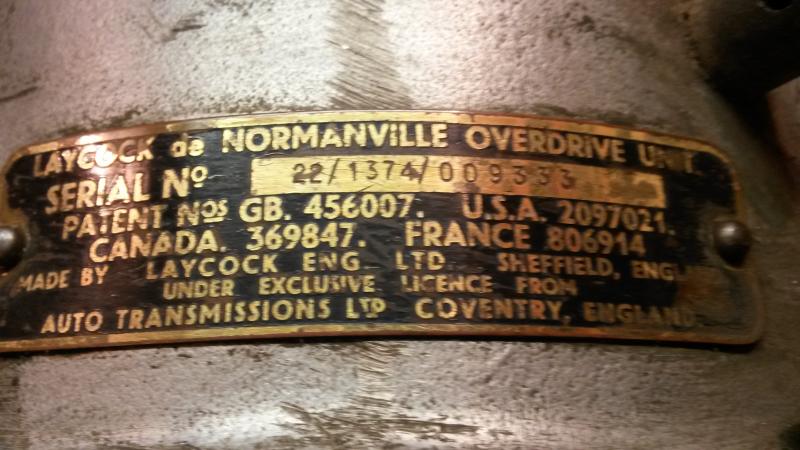 LAYCOCK de NORMANVILLE OVERDRIVE UNIT.
SERIAL Nº 22/1374/009333
PATENT Nos GB. 456007. U.S.A. 2097021.
CANADA. 369847. FRANCE 806914
MADE BY LAYCOCK ENG. LTD. SHEFFIELD, ENGLAND
UNDER EXCLUSIVE LICENCE FROM
AUTO TRANSMISSIONS LTD COVENTRY, ENGLAND.